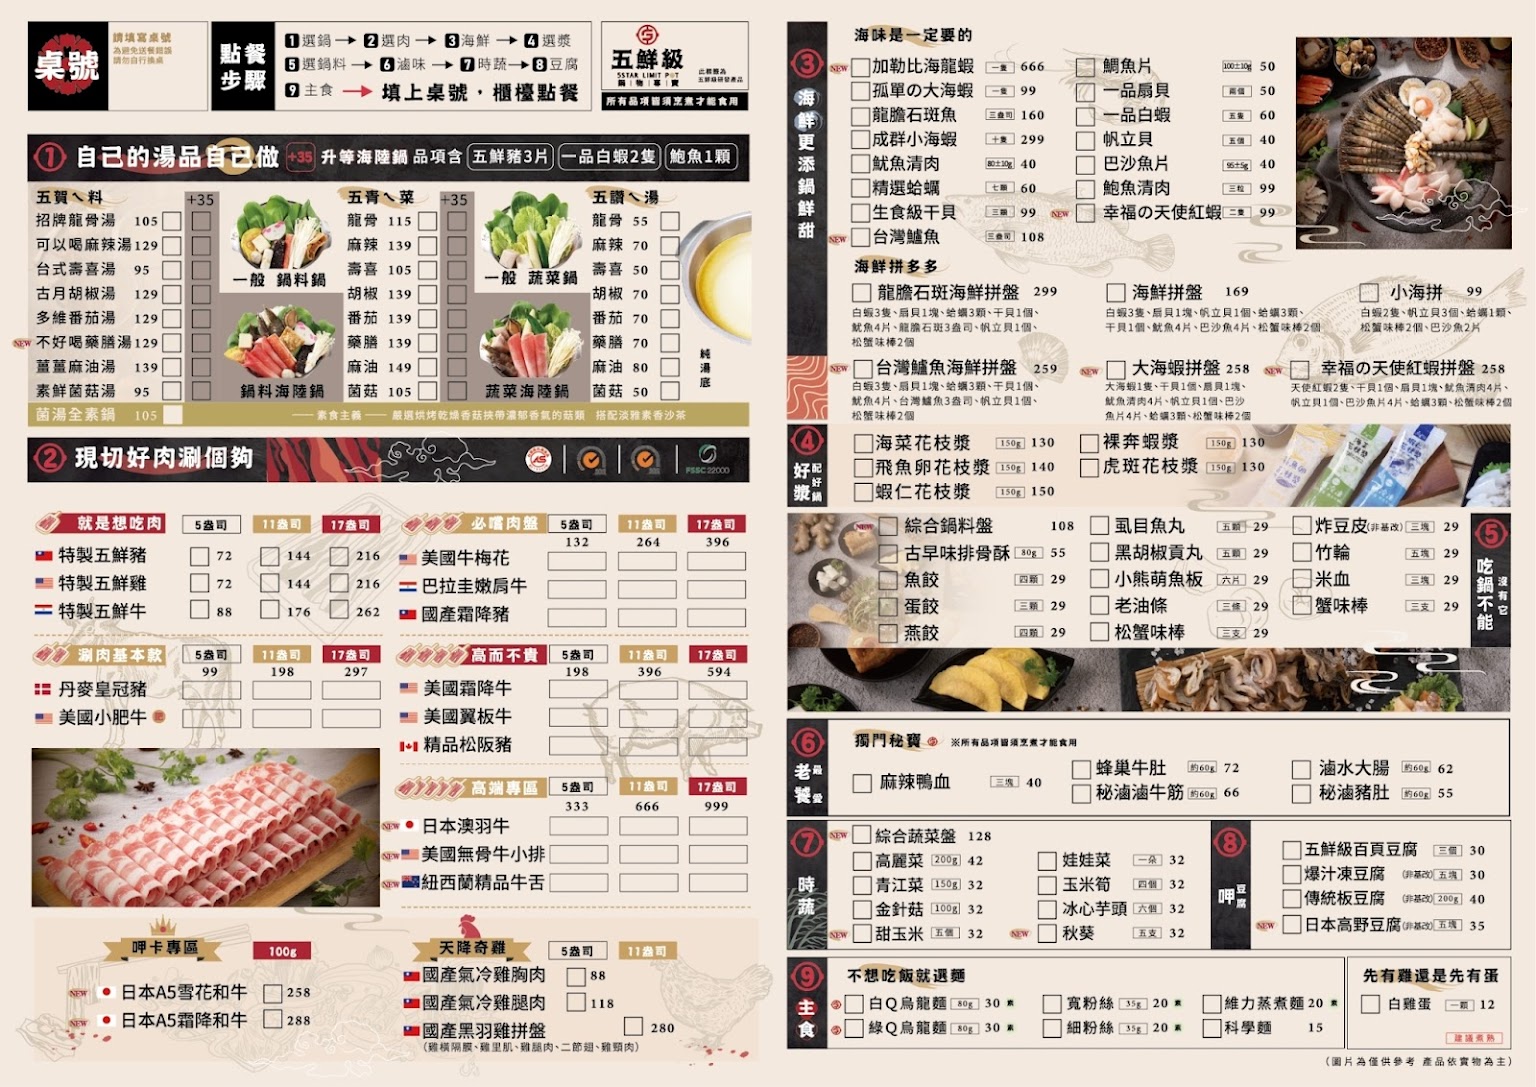 桌號
請填寫桌號
為避免送餐錯誤
請勿自行換桌
點餐
步驟
1 選鍋 → 2 選肉 → 3 海鮮 → 4 選漿
5 選鍋料 → 6 滷味 → 7 時蔬 → 8 豆腐
9 主食 → 填上桌號，櫃檯點餐
五鮮級
5STAR LIMIT POT
鍋｜物｜專｜賣
此標題為
五鮮級研發產品
所有品項皆須烹煮才能食用
1 自己的湯品自己做 +35 升等海陸鍋 品項含 五鮮豬3片 一品白蝦2隻 鮑魚1顆
五賀ㄟ料 +35
招牌龍骨湯 105
可以喝麻辣湯 129
台式壽喜湯 95
古月胡椒湯 129
多維番茄湯 129
NEW 不好喝藥膳湯 129
薑薑麻油湯 139
素鮮菌菇湯 95
一般 鍋料鍋
鍋料海陸鍋
五青ㄟ菜 +35
龍骨 115
麻辣 139
壽喜 105
胡椒 139
番茄 139
藥膳 139
麻油 149
菌菇 105
一般 蔬菜鍋
蔬菜海陸鍋
五讚ㄟ湯
龍骨 55
麻辣 70
壽喜 50
胡椒 70
番茄 70
藥膳 70
麻油 80
菌菇 50
純湯底
菌湯全素鍋 105 —— 素食主義 —— 嚴選烘烤乾燥香菇挾帶濃郁香氣的菇類 搭配淡雅素香沙茶
2 現切好肉涮個夠
FSSC 22000
就是想吃肉 5盎司 11盎司 17盎司
特製五鮮豬 72 144 216
特製五鮮雞 72 144 216
特製五鮮牛 88 176 262
涮肉基本款 5盎司 11盎司 17盎司
99 198 297
丹麥皇冠豬
美國小肥牛
必嚐肉盤 5盎司 11盎司 17盎司
132 264 396
美國牛梅花
巴拉圭嫩肩牛
國產霜降豬
高而不貴 5盎司 11盎司 17盎司
198 396 594
美國霜降牛
美國翼板牛
精品松阪豬
高端專區 5盎司 11盎司 17盎司
333 666 999
NEW 日本澳羽牛
NEW 美國無骨牛小排
NEW 紐西蘭精品牛舌
呷卡專區 100g
NEW 日本A5雪花和牛 258
NEW 日本A5霜降和牛 288
天降奇雞 5盎司 11盎司
國產氣冷雞胸肉 88
國產氣冷雞腿肉 118
國產黑羽雞拼盤 280
(雞橫隔膜、雞里肌、雞腿肉、二節翅、雞頸肉)
3 海鮮更添鍋鮮甜
海味是一定要的
NEW 加勒比海龍蝦 一隻 666
孤單の大海蝦 一隻 99
龍膽石斑魚 三盎司 160
成群小海蝦 十隻 299
魷魚清肉 80±10g 40
精選蛤蠣 七顆 60
生食級干貝 三顆 99
NEW 台灣鱸魚 三盎司 108
鯛魚片 100±10g 50
一品扇貝 兩個 50
一品白蝦 五隻 60
帆立貝 五個 40
巴沙魚片 95±5g 40
鮑魚清肉 三粒 99
NEW 幸福の天使紅蝦 二隻 99
海鮮拼多多
龍膽石斑海鮮拼盤 299
白蝦3隻、扇貝1塊、蛤蠣3顆、干貝1個、
魷魚4片、龍膽石斑3盎司、帆立貝1個、
松蟹味棒2個
海鮮拼盤 169
白蝦3隻、扇貝1塊、帆立貝1個、蛤蠣3顆、
干貝1個、魷魚4片、巴沙魚4片、松蟹味棒2個
小海拼 99
白蝦2隻、帆立貝3個、蛤蠣1顆、
松蟹味棒2個、巴沙魚2片
NEW 台灣鱸魚海鮮拼盤 259
白蝦3隻、扇貝1塊、蛤蠣3顆、干貝1個、
魷魚4片、台灣鱸魚3盎司、帆立貝1個、
松蟹味棒2個
NEW 大海蝦拼盤 258
大海蝦1隻、干貝1個、扇貝1塊、
魷魚清肉4片、帆立貝1個、巴沙
魚片4片、蛤蠣3顆、松蟹味棒2個
NEW 幸福の天使紅蝦拼盤 258
天使紅蝦2隻、干貝1個、扇貝1塊、魷魚清肉4片、
帆立貝1個、巴沙魚片4片、蛤蠣3顆、松蟹味棒2個
4 好漿 配好鍋
海菜花枝漿 150g 130
飛魚卵花枝漿 150g 140
蝦仁花枝漿 150g 150
裸奔蝦漿 150g 130
虎斑花枝漿 150g 130
5 吃鍋不能沒有它
NEW 綜合鍋料盤 108
古早味排骨酥 80g 55
魚餃 四顆 29
蛋餃 三顆 29
燕餃 四顆 29
虱目魚丸 五顆 29
黑胡椒貢丸 五顆 29
小熊萌魚板 六片 29
老油條 三條 29
松蟹味棒 三支 29
炸豆皮(非基改) 三塊 29
竹輪 五塊 29
米血 三塊 29
蟹味棒 三支 29
6 老饕最愛
獨門秘寶 ※所有品項皆須烹煮才能食用
麻辣鴨血 三塊 40
蜂巢牛肚 約60g 72
秘滷滷牛筋 約60g 66
滷水大腸 約60g 62
秘滷豬肚 約60g 55
7 時蔬
NEW 綜合蔬菜盤 128
高麗菜 200g 42
青江菜 150g 32
金針菇 100g 32
NEW 甜玉米 五個 32
娃娃菜 一朵 32
玉米筍 四個 32
冰心芋頭 六個 32
NEW 秋葵 五支 32
8 呷豆腐
五鮮級百頁豆腐 三個 30
爆汁凍豆腐 (非基改) 五塊 30
傳統板豆腐 (非基改) 200g 40
NEW 日本高野豆腐 (非基改) 五塊 35
9 主食
不想吃飯就選麵
白Q烏龍麵 80g 30 素
綠Q烏龍麵 80g 30 素
寬粉絲 35g 20 素
細粉絲 35g 20 素
維力蒸煮麵 20 素
科學麵 15
先有雞還是先有蛋
白雞蛋 一顆 12
建議煮熟
（圖片為僅供參考 產品依實物為主）